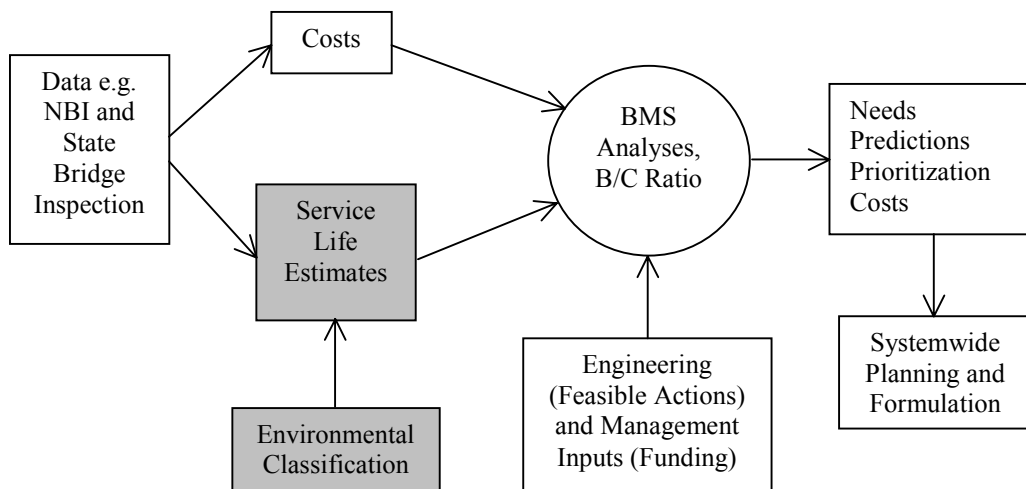 Data e.g.
NBI and
State
Bridge
Inspection
Costs
Service
Life
Estimates
Environmental
Classification
BMS
Analyses,
B/C Ratio
Engineering
(Feasible Actions)
and Management
Inputs (Funding)
Needs
Predictions
Prioritization
Costs
Systemwide
Planning and
Formulation